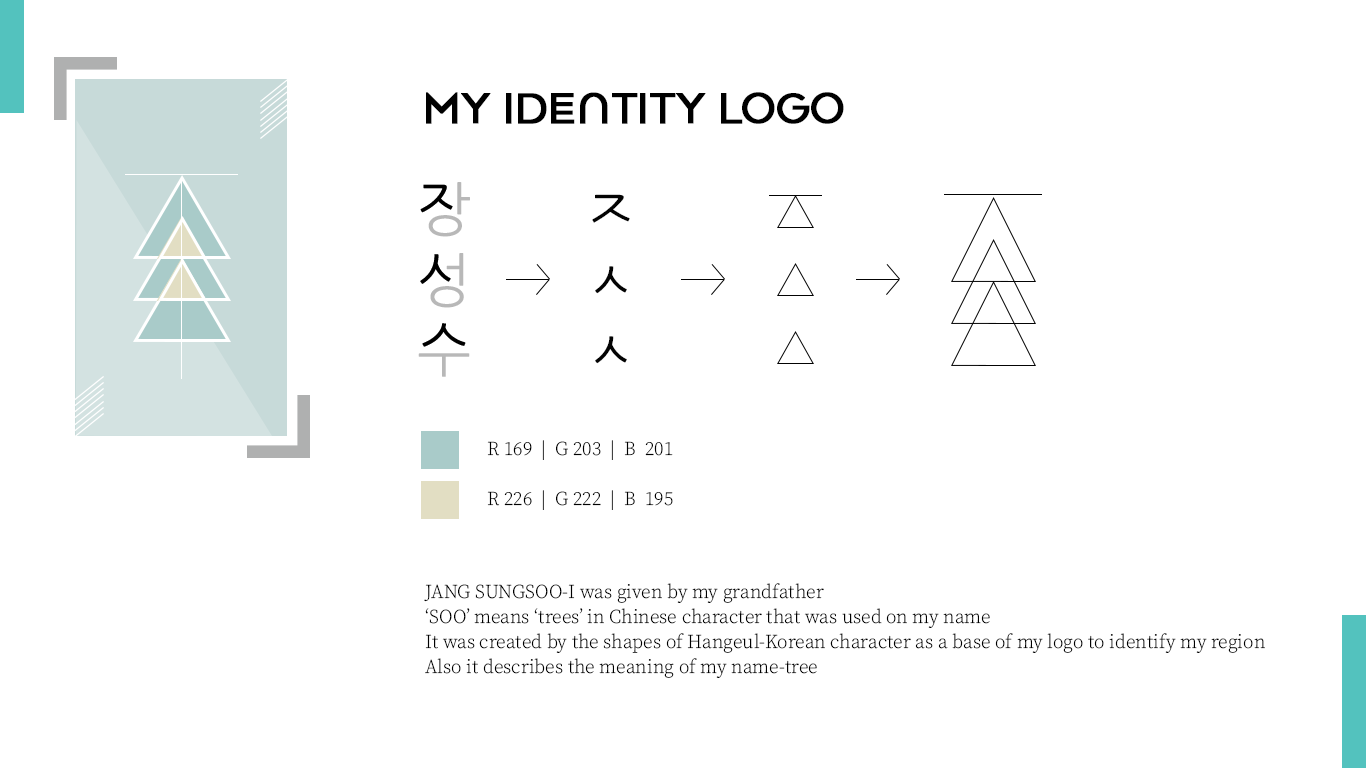 MY IDENTITY LOGO
장 ㅈ
성 ㅅ
수 ㅅ
R 169 | G 203 | B 201
R 226 | G 222 | B 195
JANG SUNGSOO-I was given by my grandfather
‘SOO’ means ‘trees’ in Chinese character that was used on my name
It was created by the shapes of Hangeul-Korean character as a base of my logo to identify my region
Also it describes the meaning of my name-tree